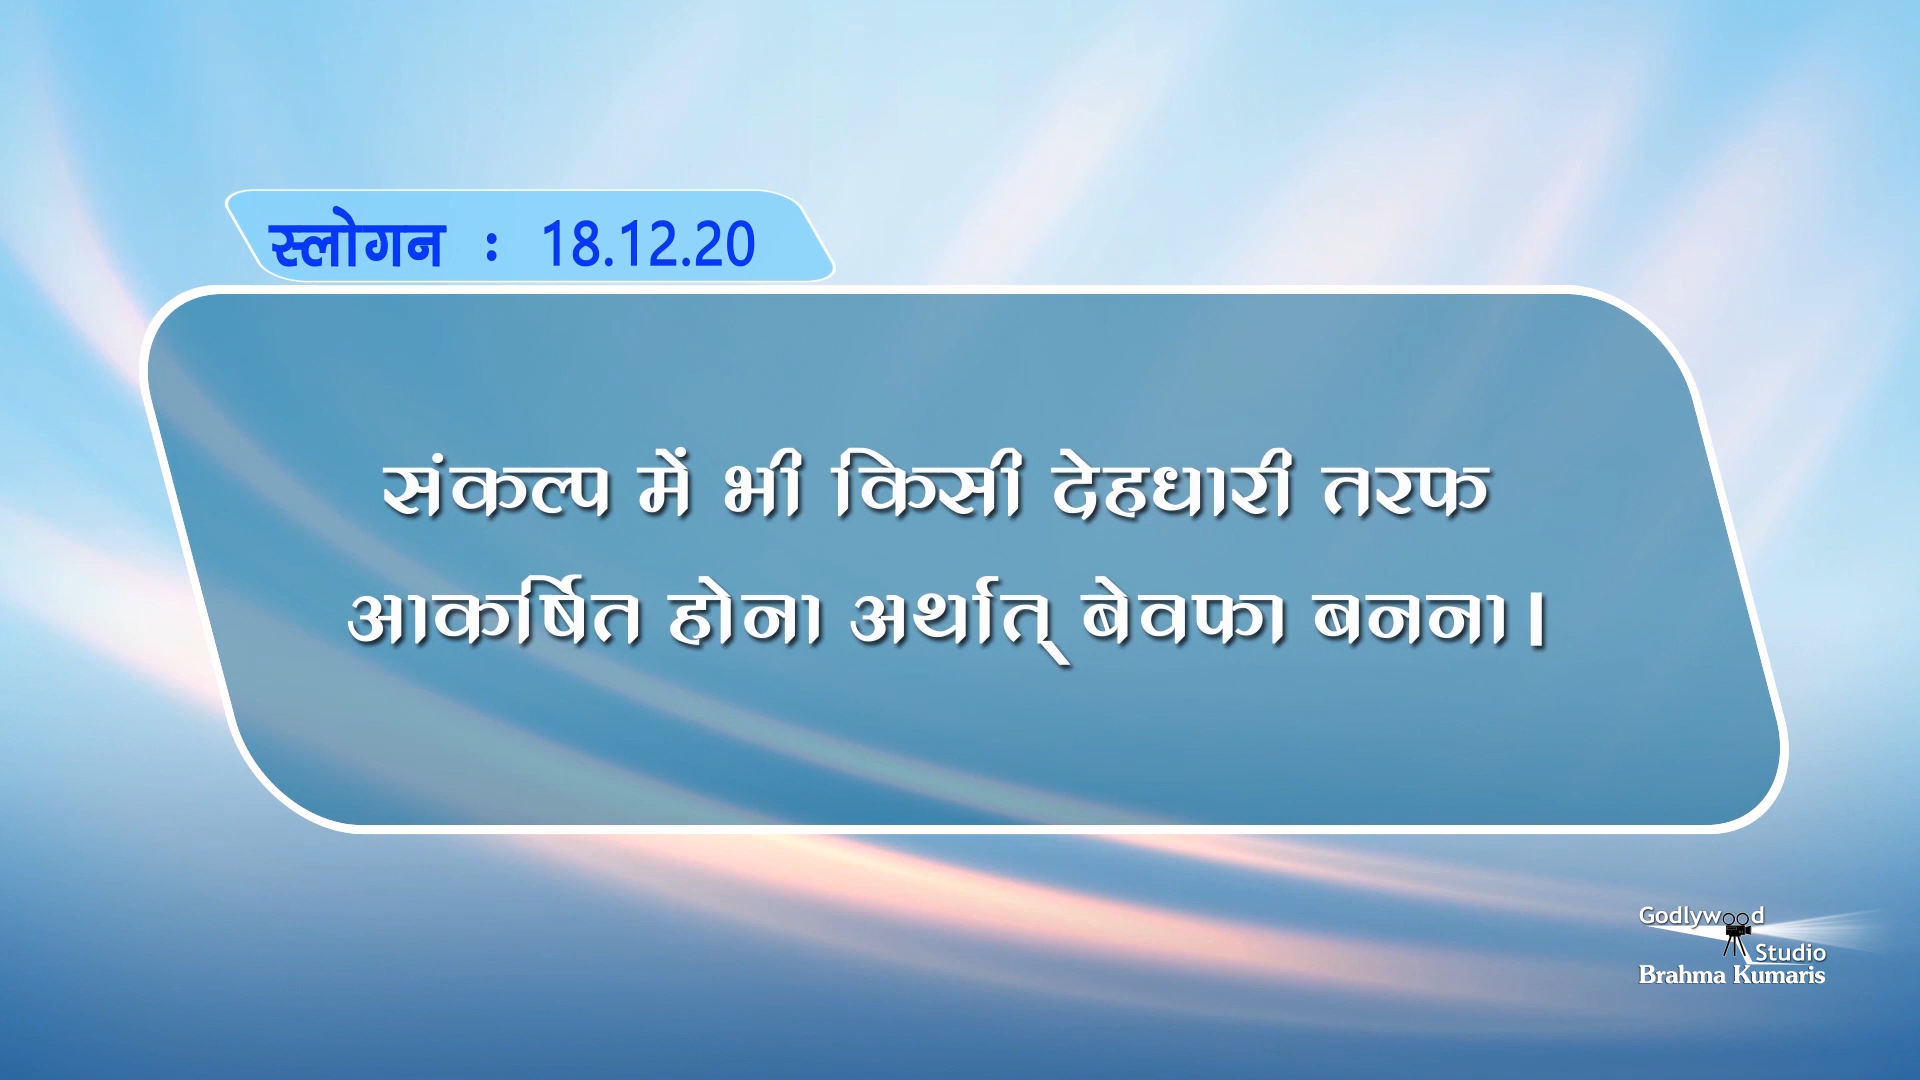 स्लोगन : 18.12.20
संकल्प में भी किसी देहधारी तरफ
आकर्षित होना अर्थात् बेवफा बनना।
Godlywood
Studio
Brahma Kumaris